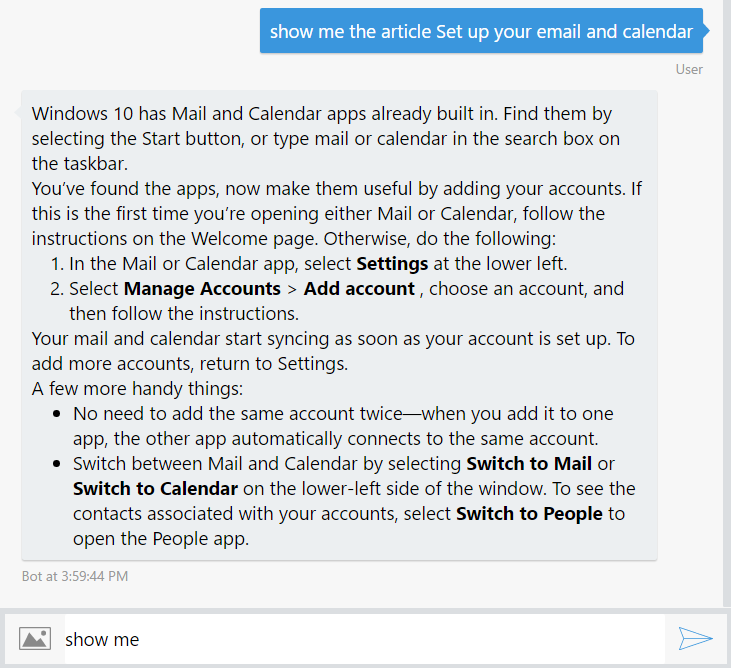 show me the article Set up your email and calendar
User
Windows 10 has Mail and Calendar apps already built in. Find them by
selecting the Start button, or type mail or calendar in the search box on
the taskbar.
You’ve found the apps, now make them useful by adding your accounts. If
this is the first time you’re opening either Mail or Calendar, follow the
instructions on the Welcome page. Otherwise, do the following:
1. In the Mail or Calendar app, select Settings at the lower left.
2. Select Manage Accounts > Add account , choose an account, and
then follow the instructions.
Your mail and calendar start syncing as soon as your account is set up. To
add more accounts, return to Settings.
A few more handy things:
• No need to add the same account twice—when you add it to one
app, the other app automatically connects to the same account.
• Switch between Mail and Calendar by selecting Switch to Mail or
Switch to Calendar on the lower-left side of the window. To see the
contacts associated with your accounts, select Switch to People to
open the People app.
Bot at 3:59:44 PM
show me